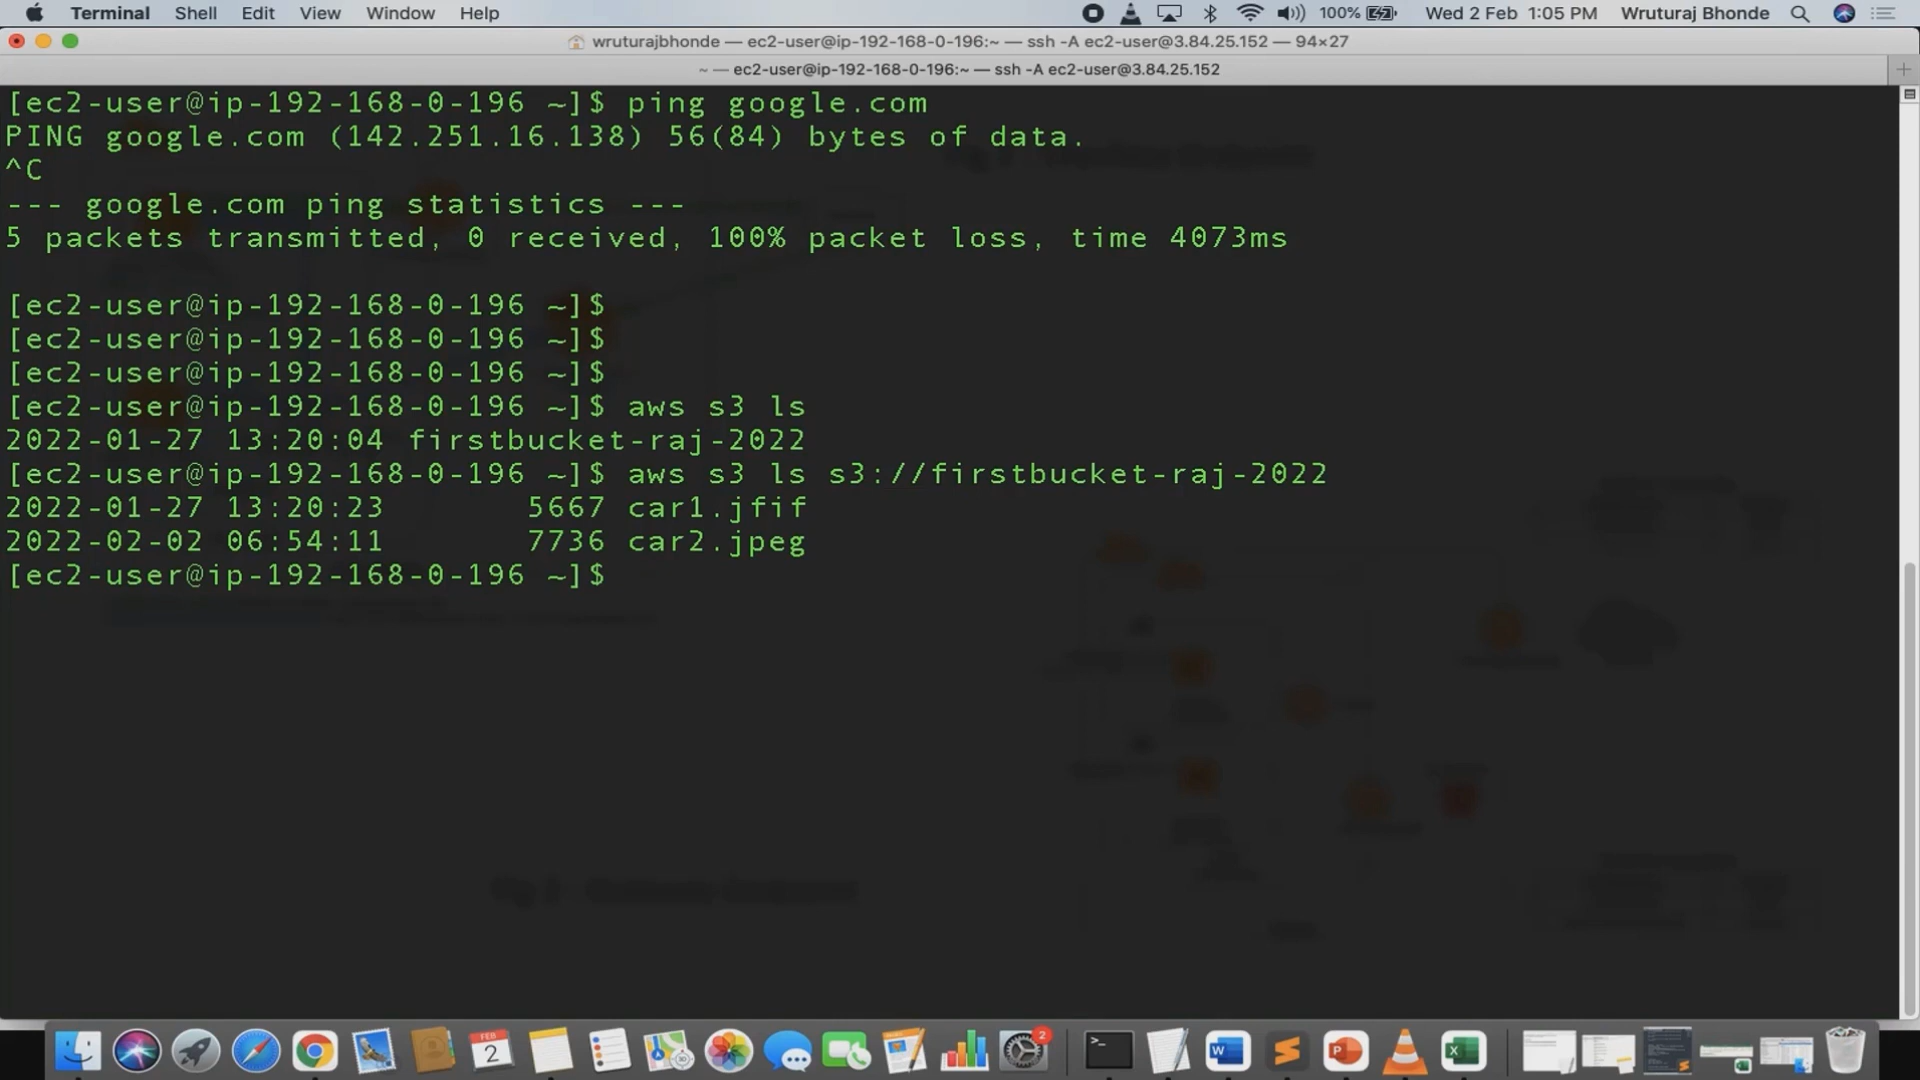 Terminal Shell Edit View Window Help 100% Wed 2 Feb 1:05 PM Wruturaj Bhonde
wruturajbhonde — ec2-user@ip-192-168-0-196:~ — ssh -A ec2-user@3.84.25.152 — 94×27
~ — ec2-user@ip-192-168-0-196:~ — ssh -A ec2-user@3.84.25.152
[ec2-user@ip-192-168-0-196 ~]$ ping google.com
PING google.com (142.251.16.138) 56(84) bytes of data.
^C
--- google.com ping statistics ---
5 packets transmitted, 0 received, 100% packet loss, time 4073ms
[ec2-user@ip-192-168-0-196 ~]$
[ec2-user@ip-192-168-0-196 ~]$
[ec2-user@ip-192-168-0-196 ~]$
[ec2-user@ip-192-168-0-196 ~]$ aws s3 ls
2022-01-27 13:20:04 firstbucket-raj-2022
[ec2-user@ip-192-168-0-196 ~]$ aws s3 ls s3://firstbucket-raj-2022
2022-01-27 13:20:23 5667 car1.jfif
2022-02-02 06:54:11 7736 car2.jpeg
[ec2-user@ip-192-168-0-196 ~]$
FEB
2
2